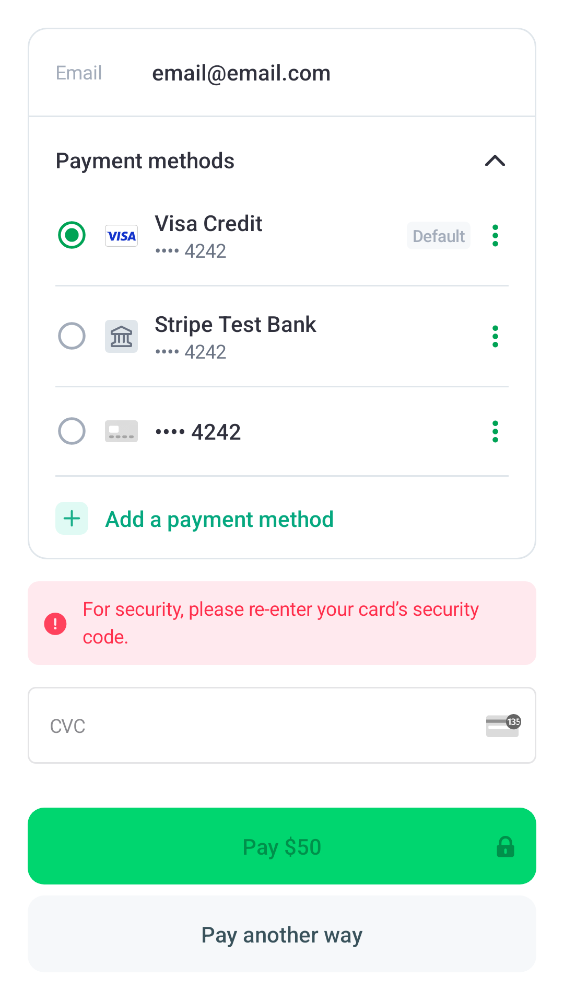 Email email@email.com
Payment methods
VISA Visa Credit Default
•••• 4242
Stripe Test Bank
•••• 4242
•••• 4242
+ Add a payment method
! For security, please re-enter your card’s security
code.
CVC 135
Pay $50
Pay another way